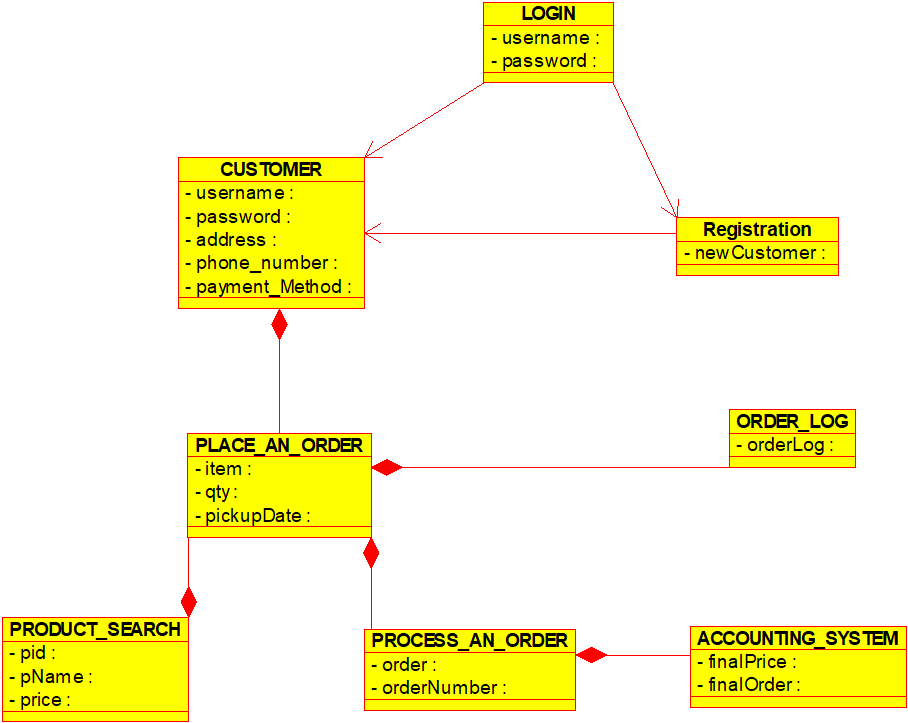 LOGIN
- username :
- password :
CUSTOMER
- username :
- password :
- address :
- phone_number :
- payment_Method :
Registration
- newCustomer :
PLACE_AN_ORDER
- item :
- qty :
- pickupDate :
ORDER_LOG
- orderLog :
PRODUCT_SEARCH
- pid :
- pName :
- price :
PROCESS_AN_ORDER
- order :
- orderNumber :
ACCOUNTING_SYSTEM
- finalPrice :
- finalOrder :